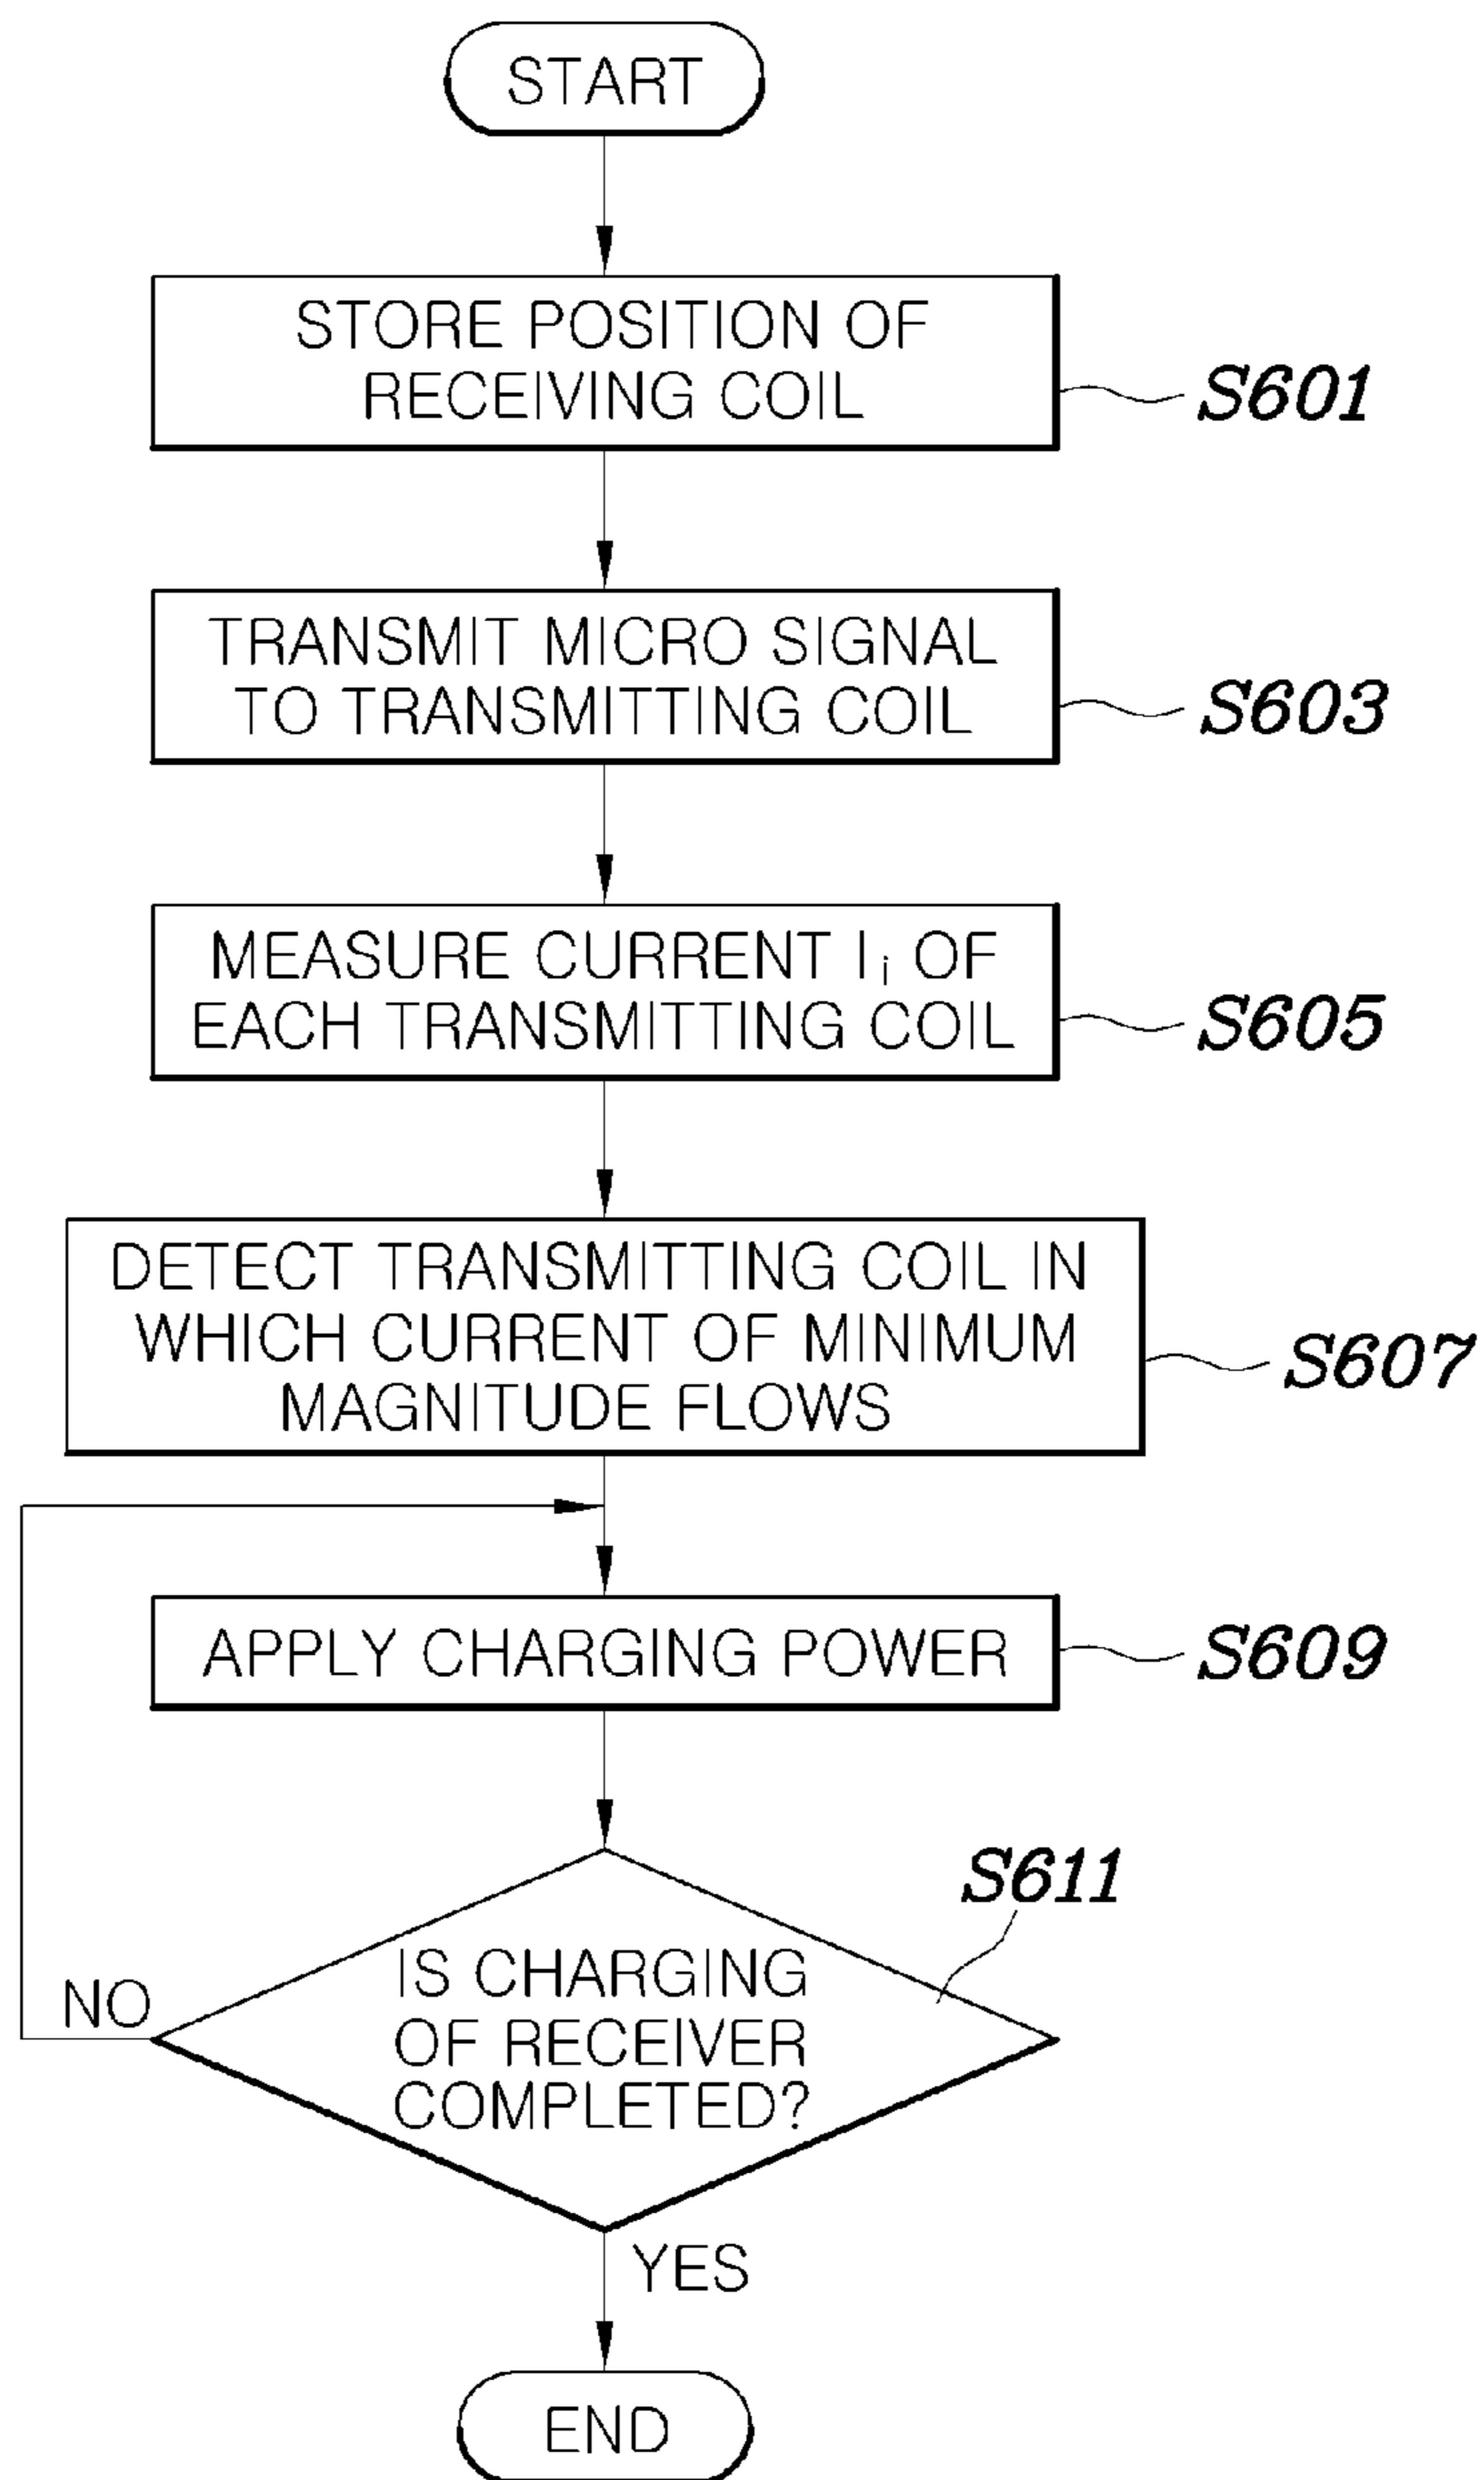 START
STORE POSITION OF
RECEIVING COIL
S601
TRANSMIT MICRO SIGNAL
TO TRANSMITTING COIL
S603
MEASURE CURRENT I i OF
EACH TRANSMITTING COIL
S605
DETECT TRANSMITTING COIL IN
WHICH CURRENT OF MINIMUM
MAGNITUDE FLOWS
S607
APPLY CHARGING POWER
S609
S611
IS CHARGING
OF RECEIVER
COMPLETED?
NO
YES
END